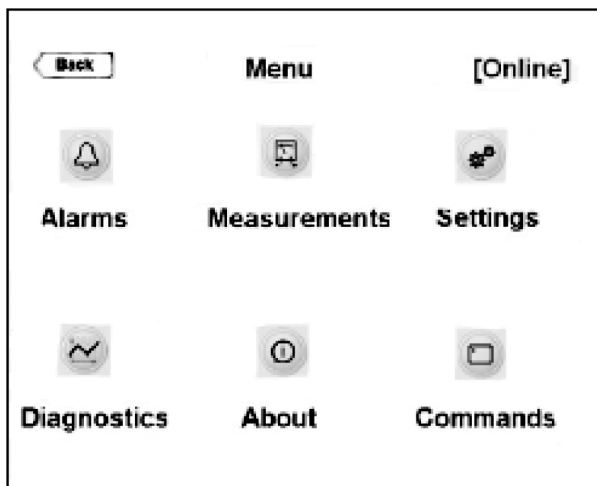 Back Menu [Online]
Alarms Measurements Settings
Diagnostics About Commands